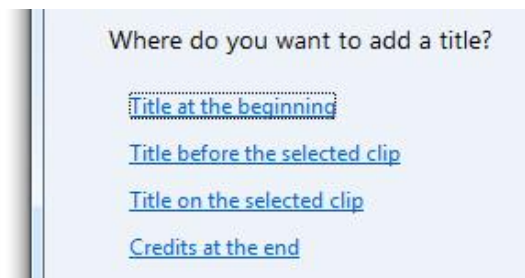 Where do you want to add a title?
Title at the beginning
Title before the selected clip
Title on the selected clip
Credits at the end